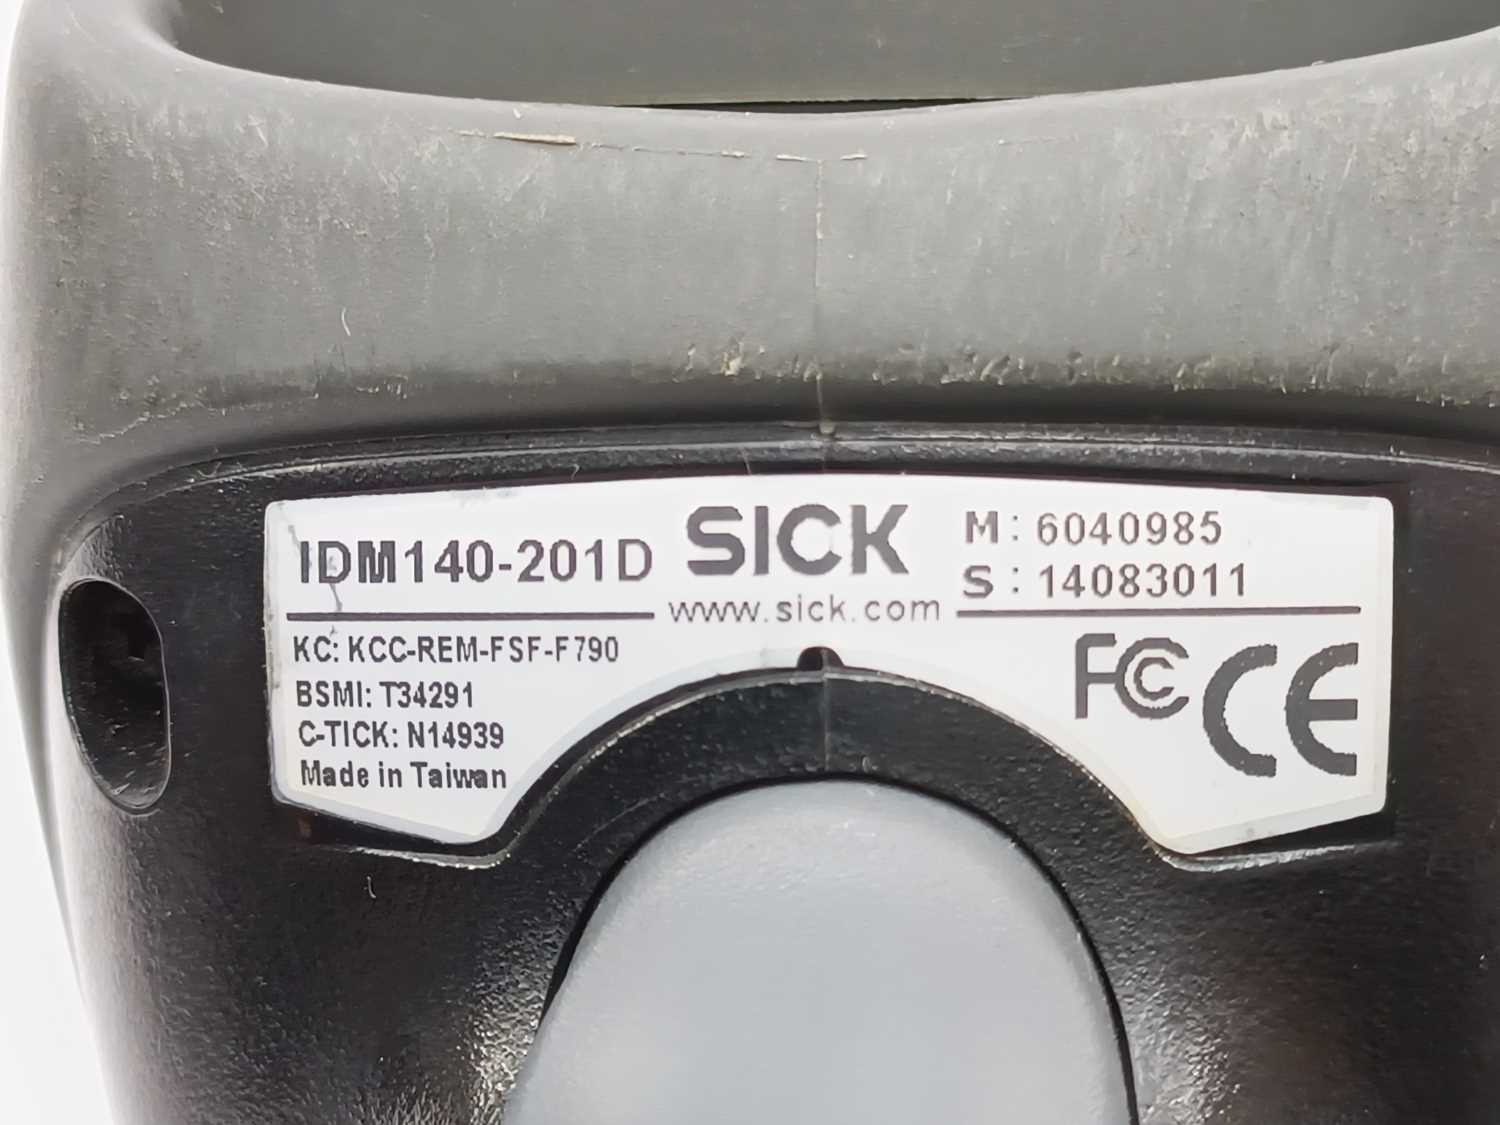 IDM140-201D
SICK
www.sick.com
M: 6040985
S: 14083011
KC: KCC-REM-FSF-F790
BSMI: T34291
C-TICK: N14939
Made in Taiwan
FC CE